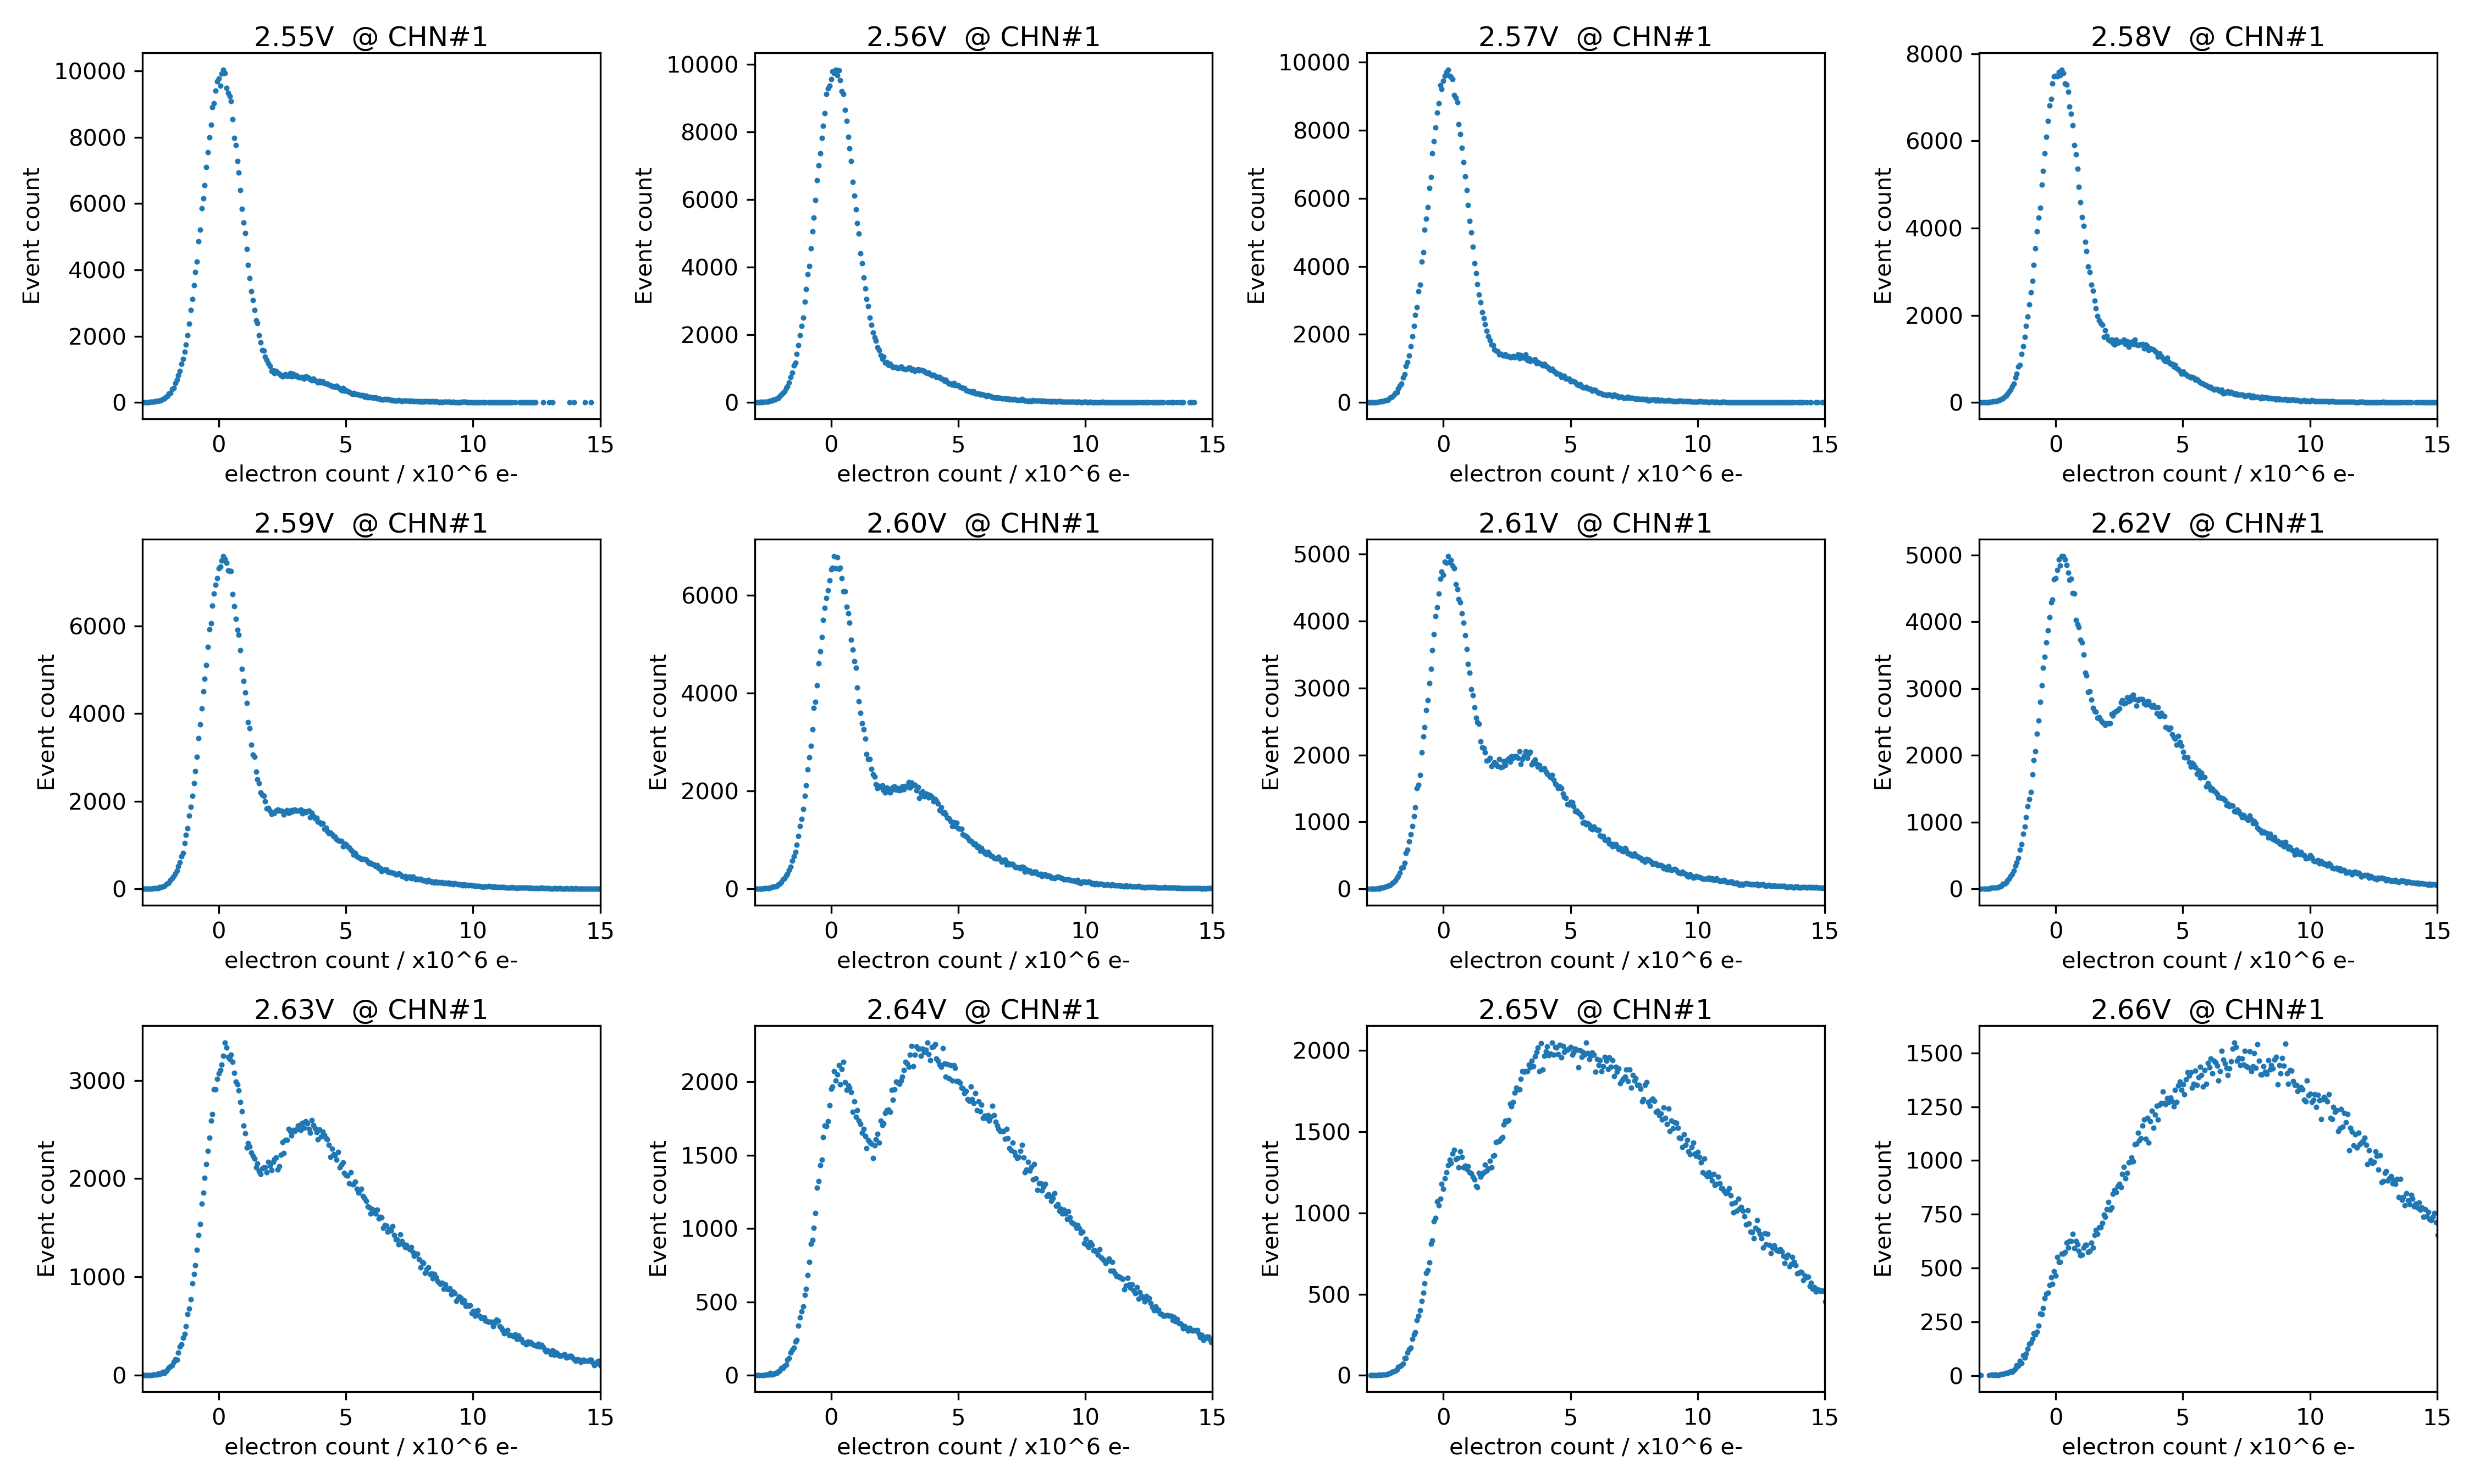 2.55V @ CHN#1
10000
8000
6000
4000
2000
0
Event count
0 5 10 15
electron count / x10^6 e-
2.56V @ CHN#1
10000
8000
6000
4000
2000
0
Event count
0 5 10 15
electron count / x10^6 e-
2.57V @ CHN#1
10000
8000
6000
4000
2000
0
Event count
0 5 10 15
electron count / x10^6 e-
2.58V @ CHN#1
8000
6000
4000
2000
0
Event count
0 5 10 15
electron count / x10^6 e-
2.59V @ CHN#1
6000
4000
2000
0
Event count
0 5 10 15
electron count / x10^6 e-
2.60V @ CHN#1
6000
4000
2000
0
Event count
0 5 10 15
electron count / x10^6 e-
2.61V @ CHN#1
5000
4000
3000
2000
1000
0
Event count
0 5 10 15
electron count / x10^6 e-
2.62V @ CHN#1
5000
4000
3000
2000
1000
0
Event count
0 5 10 15
electron count / x10^6 e-
2.63V @ CHN#1
3000
2000
1000
0
Event count
0 5 10 15
electron count / x10^6 e-
2.64V @ CHN#1
2000
1500
1000
500
0
Event count
0 5 10 15
electron count / x10^6 e-
2.65V @ CHN#1
2000
1500
1000
500
0
Event count
0 5 10 15
electron count / x10^6 e-
2.66V @ CHN#1
1500
1250
1000
750
500
250
0
Event count
0 5 10 15
electron count / x10^6 e-